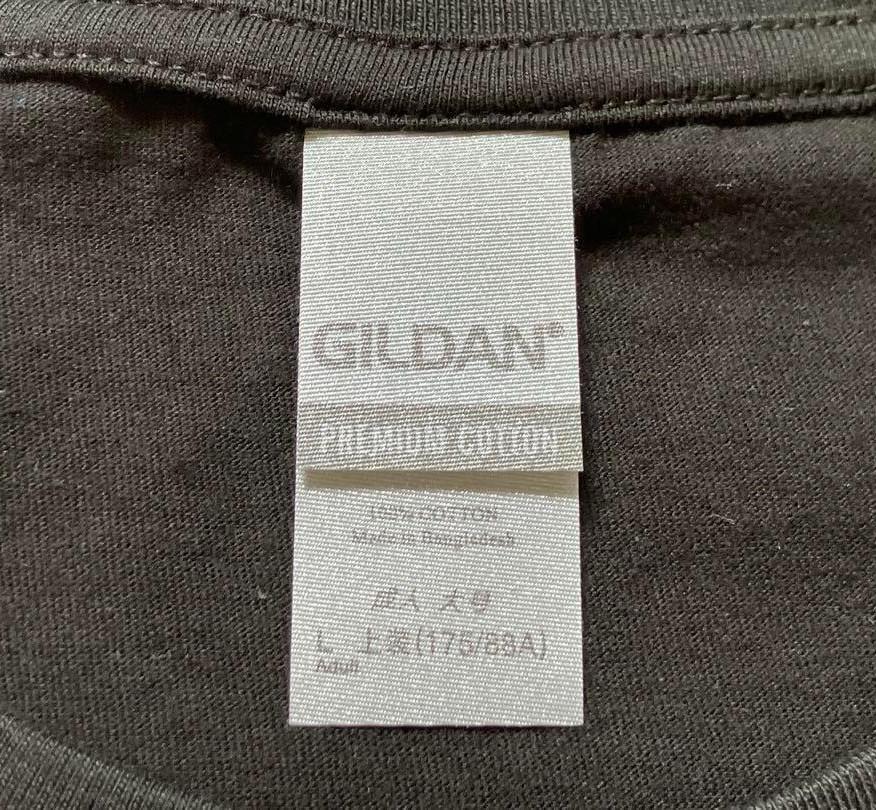 GILDAN®
PREMIUM COTTON
100% COTTON
Made in Bangladesh
成人 大号
L 上装(175/88A)
Adult